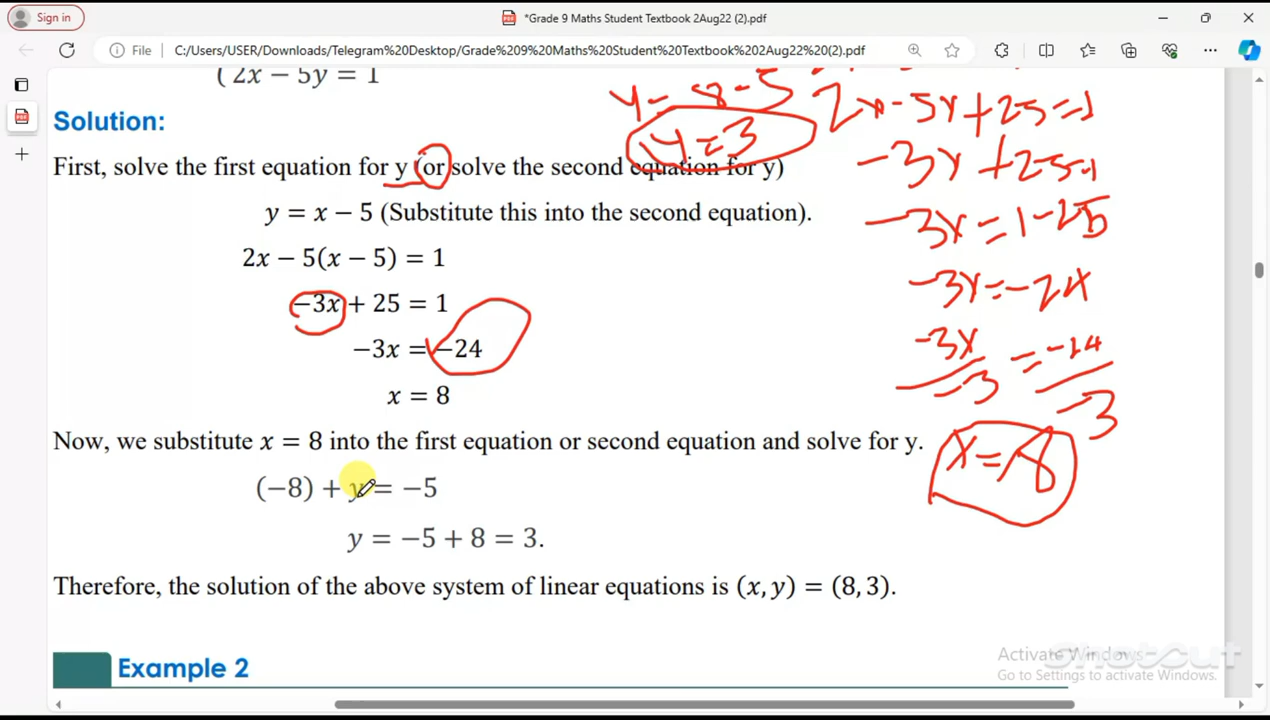 Sign in
*Grade 9 Maths Student Textbook 2Aug22 (2).pdf
File
C:/Users/USER/Downloads/Telegram%20Desktop/Grade%209%20Maths%20Student%20Textbook%202Aug22%20(2).pdf
2x − 5y = 1
y = 8 - 5
2x - 5x + 25 = 1
Solution:
y = 3
First, solve the first equation for y (or solve the second equation for y)
-3x + 25=1
y = x − 5 (Substitute this into the second equation).
-3x = 1 - 25
2x − 5(x − 5) = 1
-3x = -24
−3x + 25 = 1
−3x = −24
-3x = -24
-3 -3
x = 8
Now, we substitute x = 8 into the first equation or second equation and solve for y.
x = 8
(−8) + y = −5
y = −5 + 8 = 3.
Therefore, the solution of the above system of linear equations is (x, y) = (8, 3).
Example 2
Activate Windows
Go to Settings to activate Windows.
Shotcut